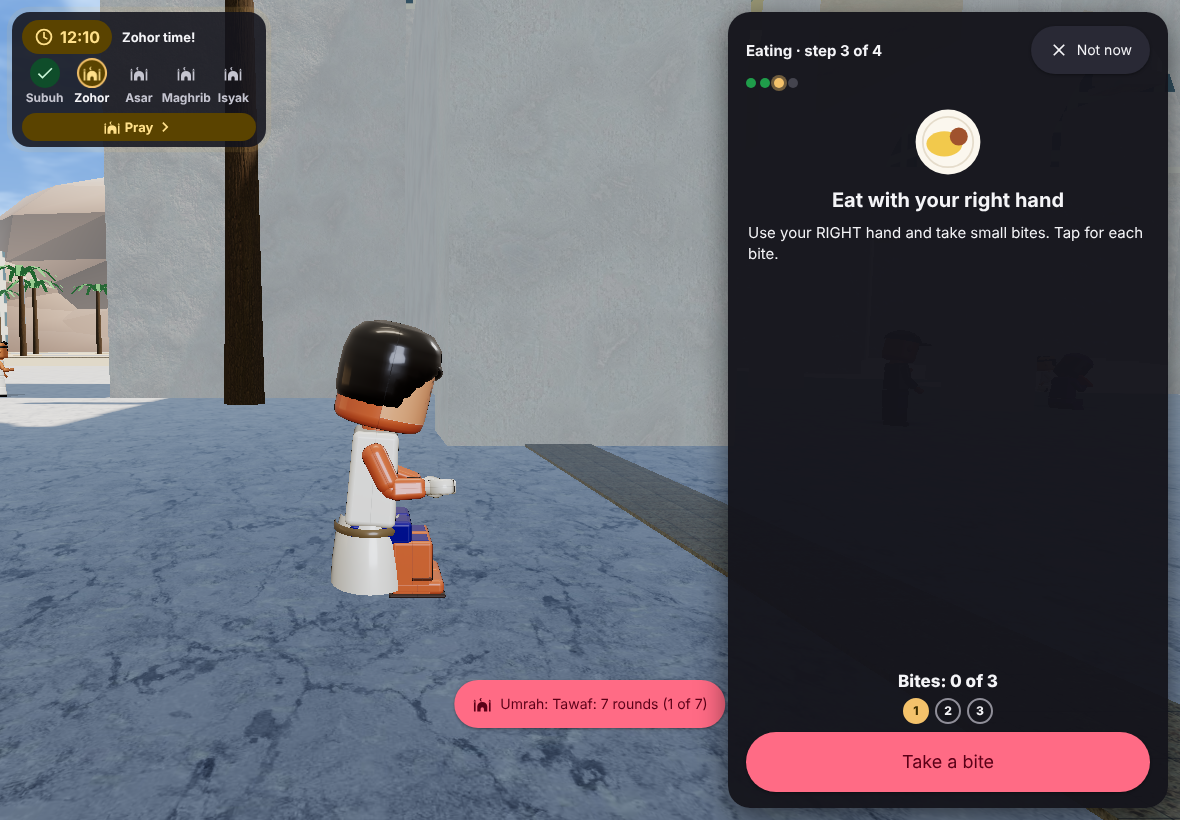 12:10 Zohor time!
Subuh Zohor Asar Maghrib Isyak
Pray
Eating · step 3 of 4
Not now
Eat with your right hand
Use your RIGHT hand and take small bites. Tap for each
bite.
Umrah: Tawaf: 7 rounds (1 of 7)
Bites: 0 of 3
1 2 3
Take a bite